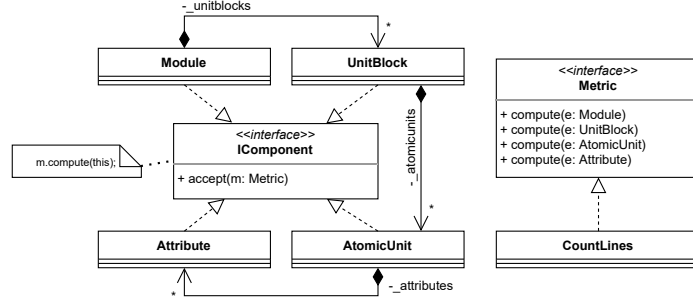 -_unitblocks
*
Module
UnitBlock
<<interface>>
Metric
+ compute(e: Module)
+ compute(e: UnitBlock)
+ compute(e: AtomicUnit)
+ compute(e: Attribute)
<<interface>>
IComponent
+ accept(m: Metric)
m.compute(this);
-_atomicunits
*
Attribute
AtomicUnit
CountLines
*
-_attributes